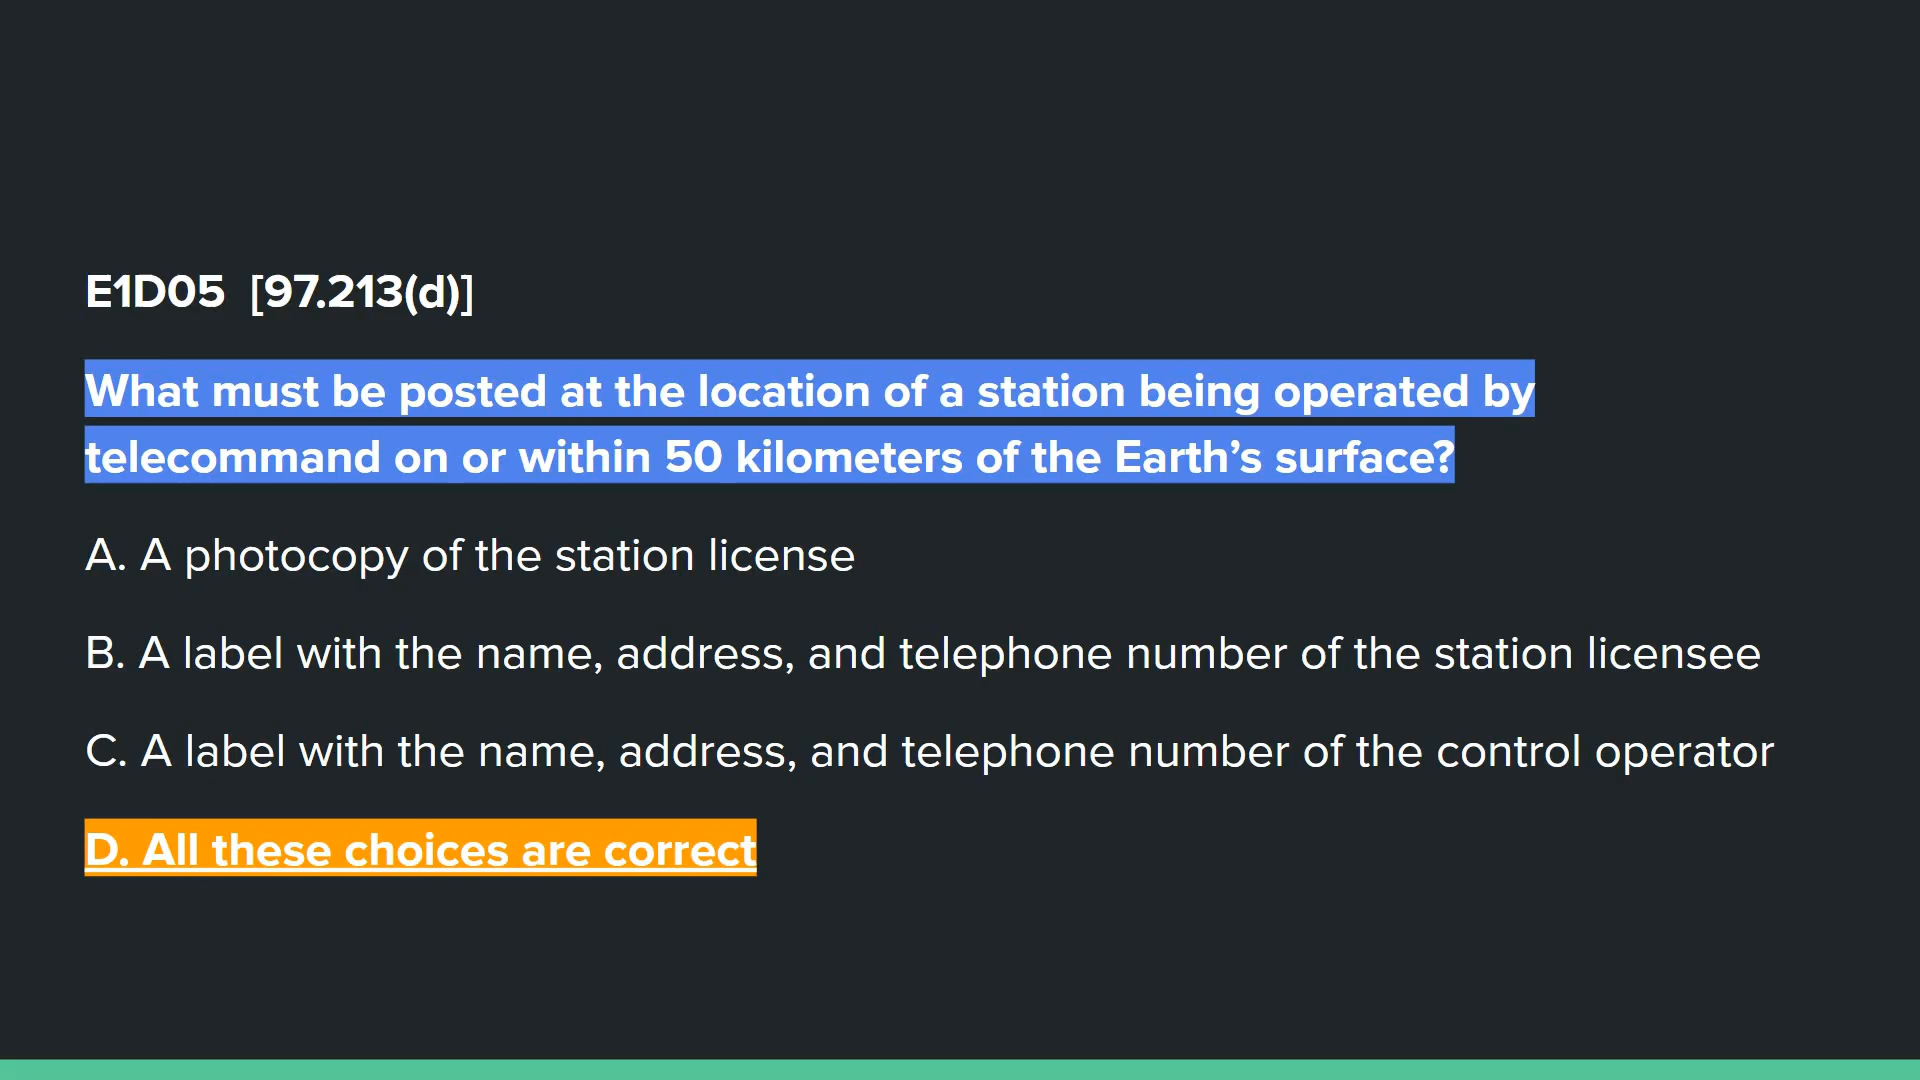 E1D05 [97.213(d)]
What must be posted at the location of a station being operated by
telecommand on or within 50 kilometers of the Earth’s surface?
A. A photocopy of the station license
B. A label with the name, address, and telephone number of the station licensee
C. A label with the name, address, and telephone number of the control operator
D. All these choices are correct